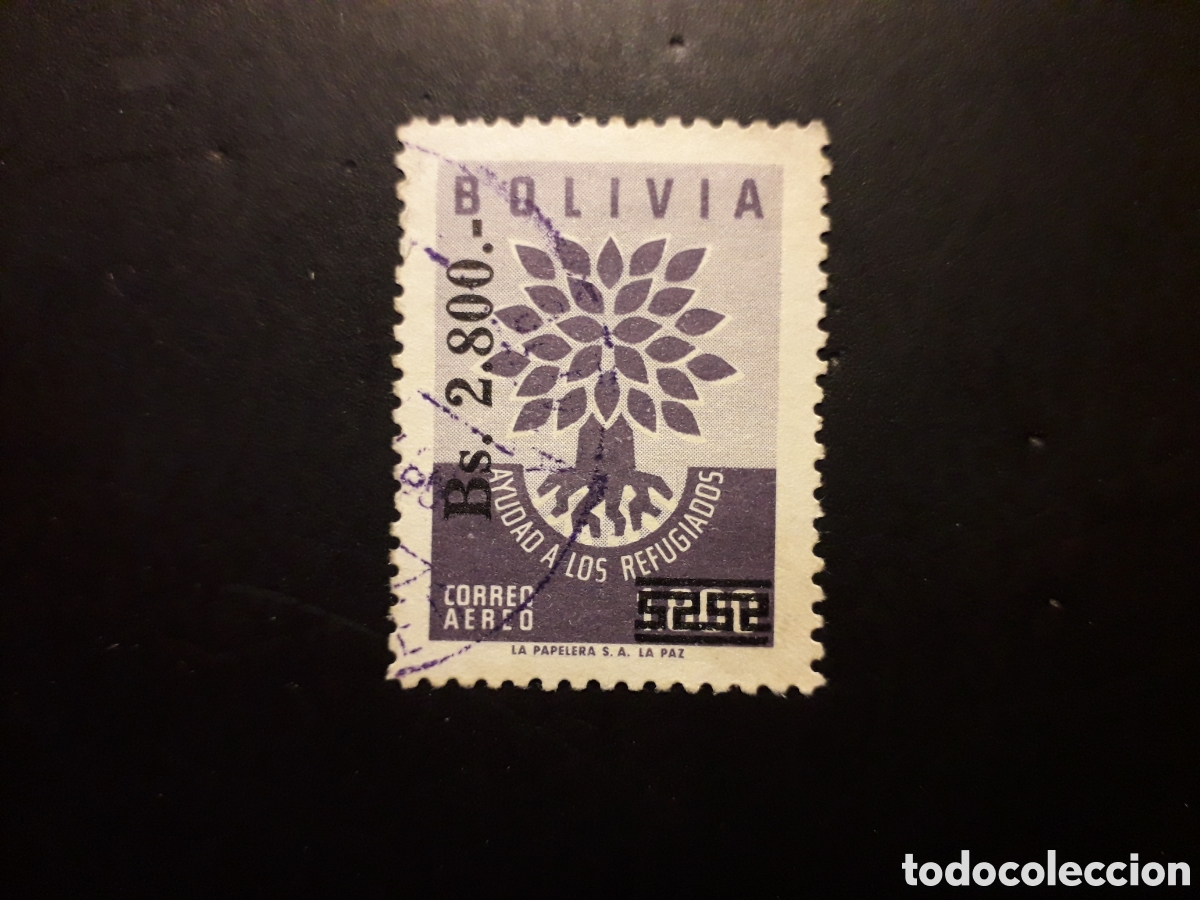 BOLIVIA
Bs. 2.800.-
AYUDAD A LOS REFUGIADOS
CORREO
AEREO
LA PAPELERA S. A. LA PAZ
todocoleccion